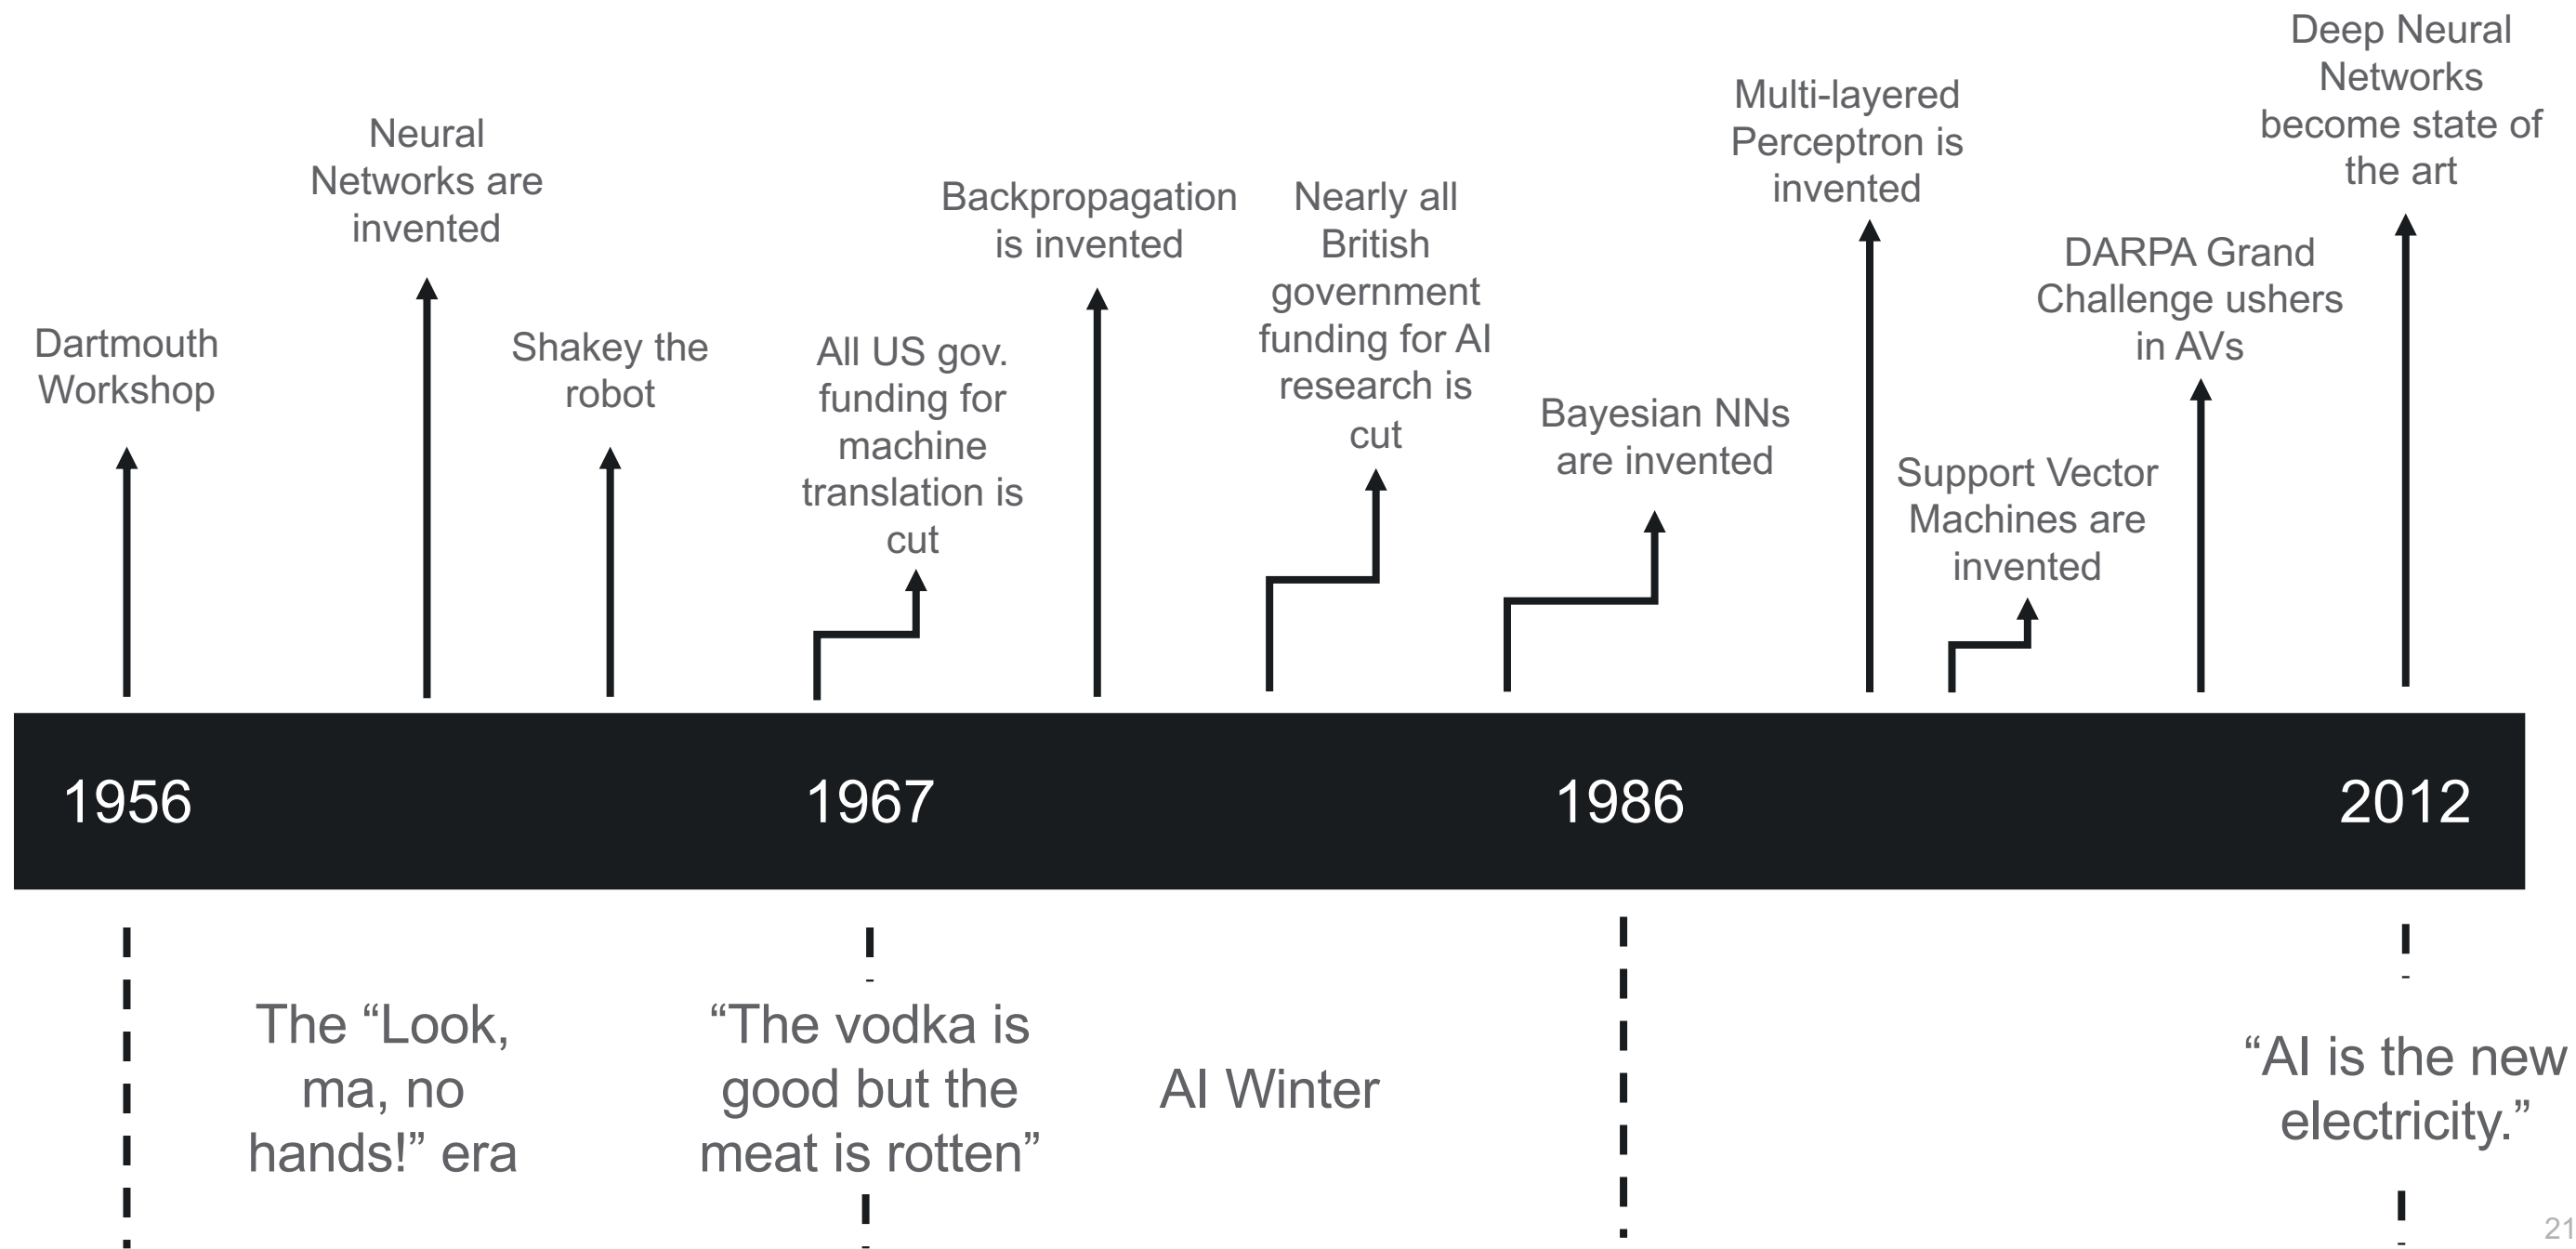 Dartmouth
Workshop
Neural
Networks are
invented
Shakey the
robot
All US gov.
funding for
machine
translation is
cut
Backpropagation
is invented
Nearly all
British
government
funding for AI
research is
cut
Bayesian NNs
are invented
Multi-layered
Perceptron is
invented
Support Vector
Machines are
invented
DARPA Grand
Challenge ushers
in AVs
Deep Neural
Networks
become state of
the art
1956
1967
1986
2012
The “Look,
ma, no
hands!” era
“The vodka is
good but the
meat is rotten”
AI Winter
“AI is the new
electricity.”
21